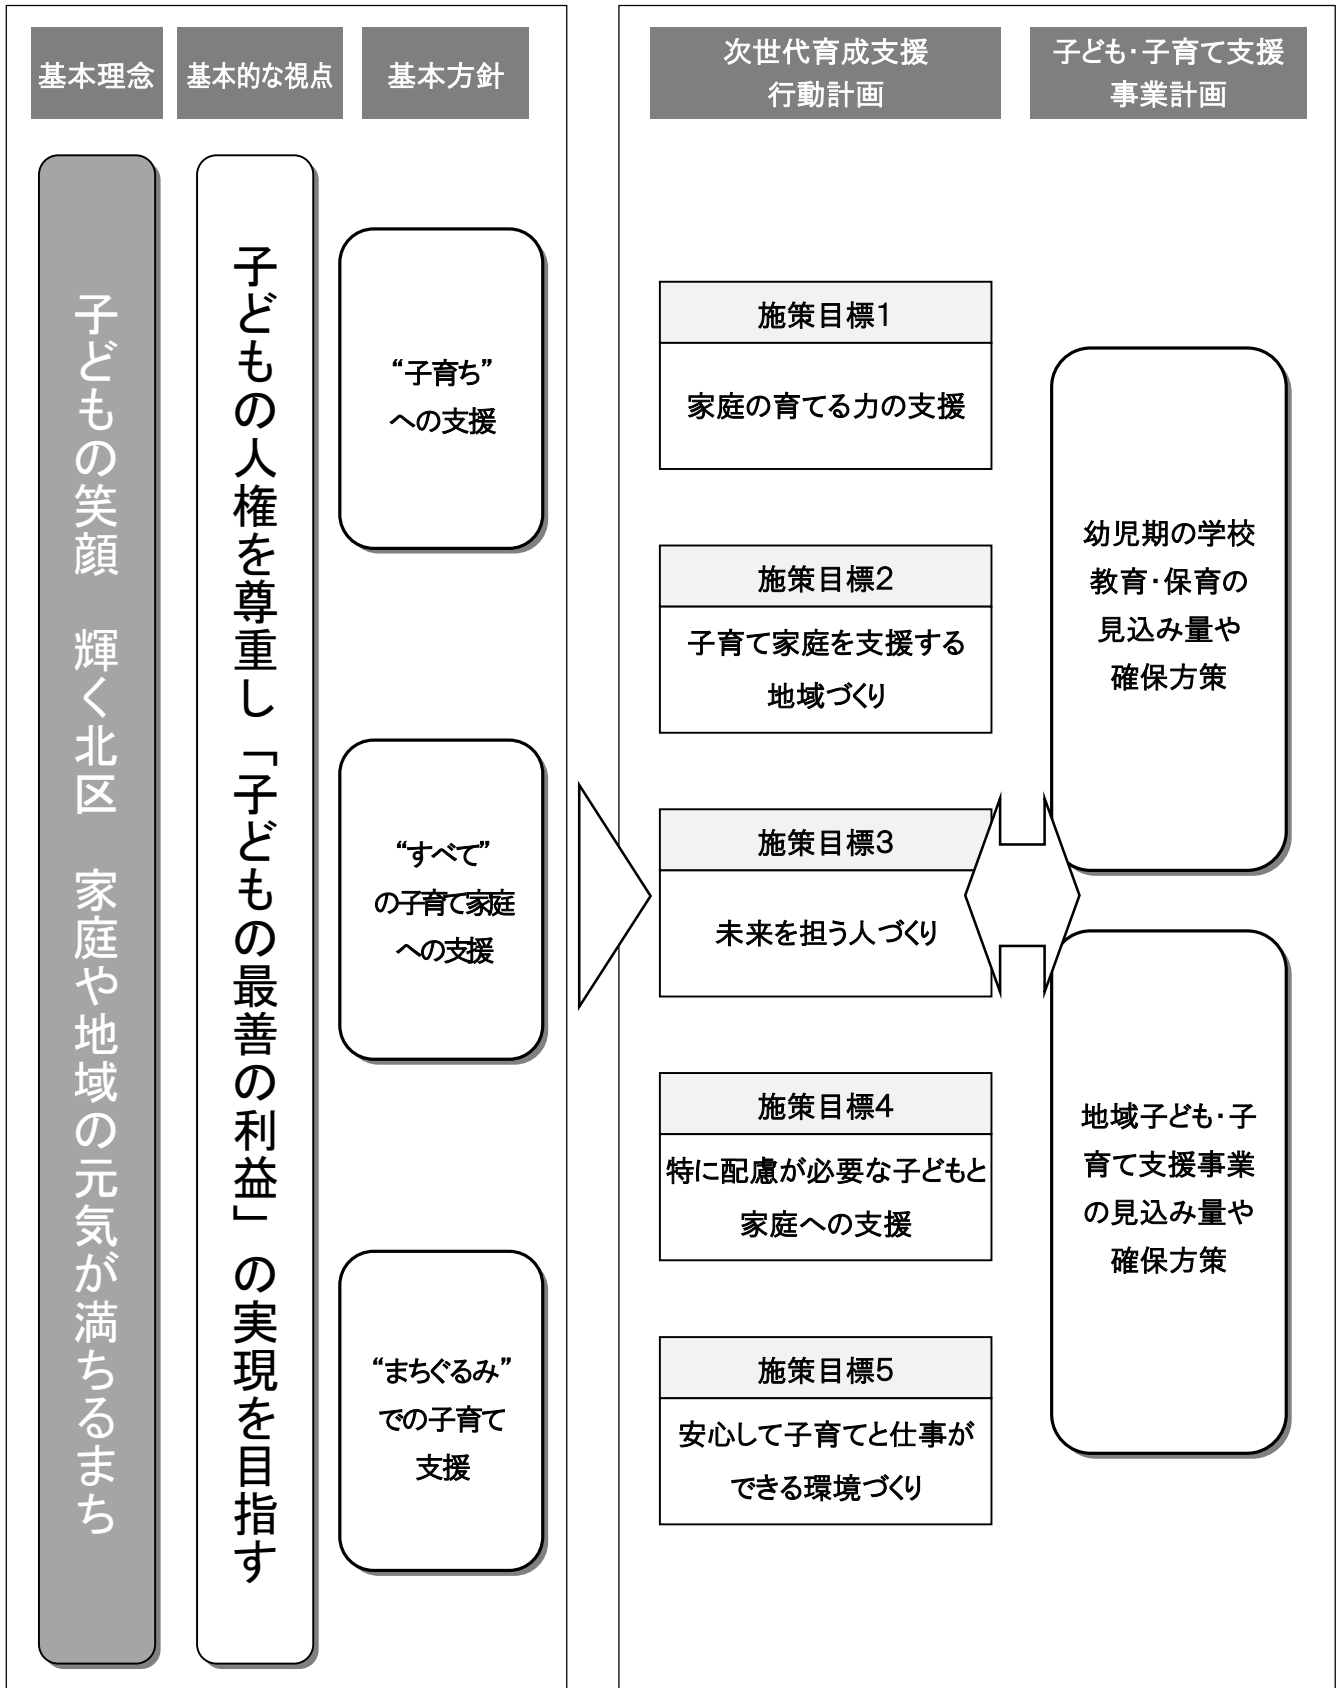 基本理念
基本的な視点
基本方針
次世代育成支援
行動計画
子ども・子育て支援
事業計画
子どもの笑顔　輝く北区　家庭や地域の元気が満ちるまち
子どもの人権を尊重し「子どもの最善の利益」の実現を目指す
“子育ち”
への支援
“すべて”
の子育て家庭
への支援
“まちぐるみ”
での子育て
支援
施策目標1
家庭の育てる力の支援
施策目標2
子育て家庭を支援する
地域づくり
施策目標3
未来を担う人づくり
施策目標4
特に配慮が必要な子どもと
家庭への支援
施策目標5
安心して子育てと仕事が
できる環境づくり
幼児期の学校
教育・保育の
見込み量や
確保方策
地域子ども・子
育て支援事業
の見込み量や
確保方策